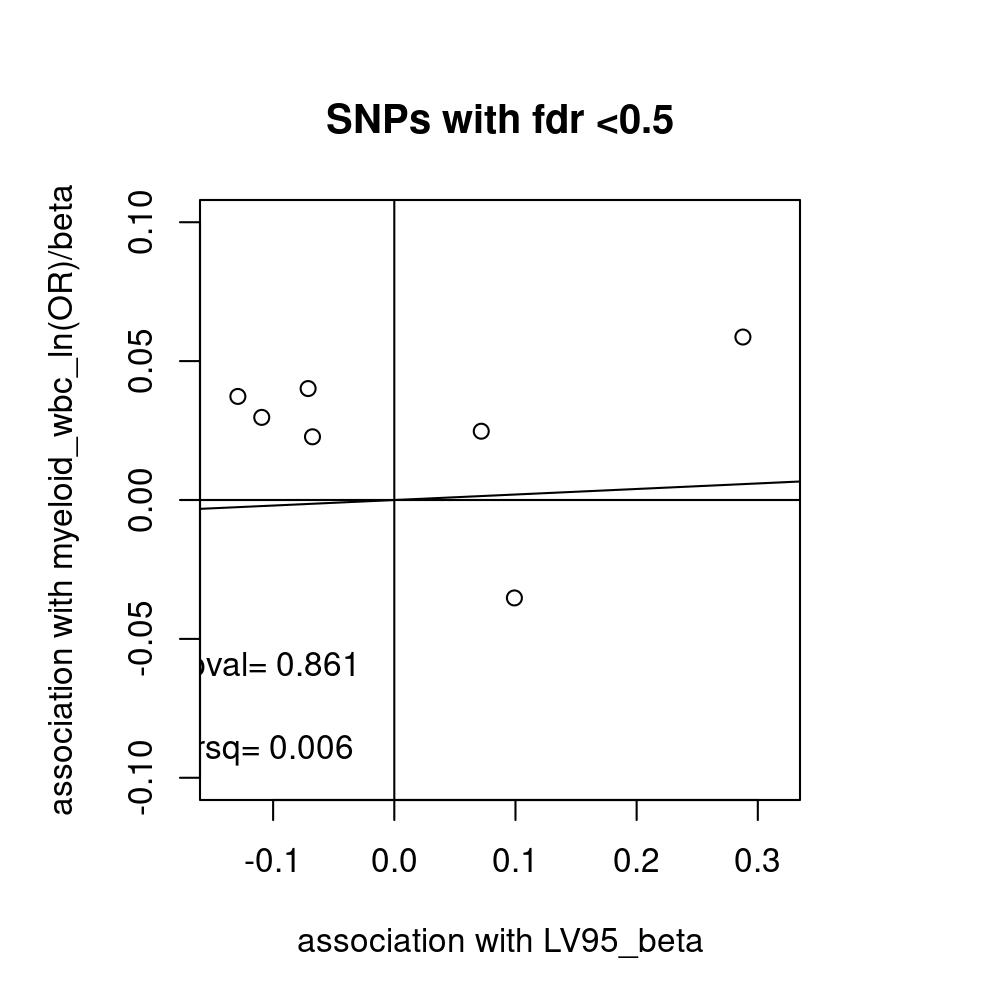 SNPs with fdr <0.5
association with myeloid_wbc_ln(OR)/beta
0.10
0.05
0.00
-0.05
-0.10
pval= 0.861
rsq= 0.006
-0.1 0.0 0.1 0.2 0.3
association with LV95_beta